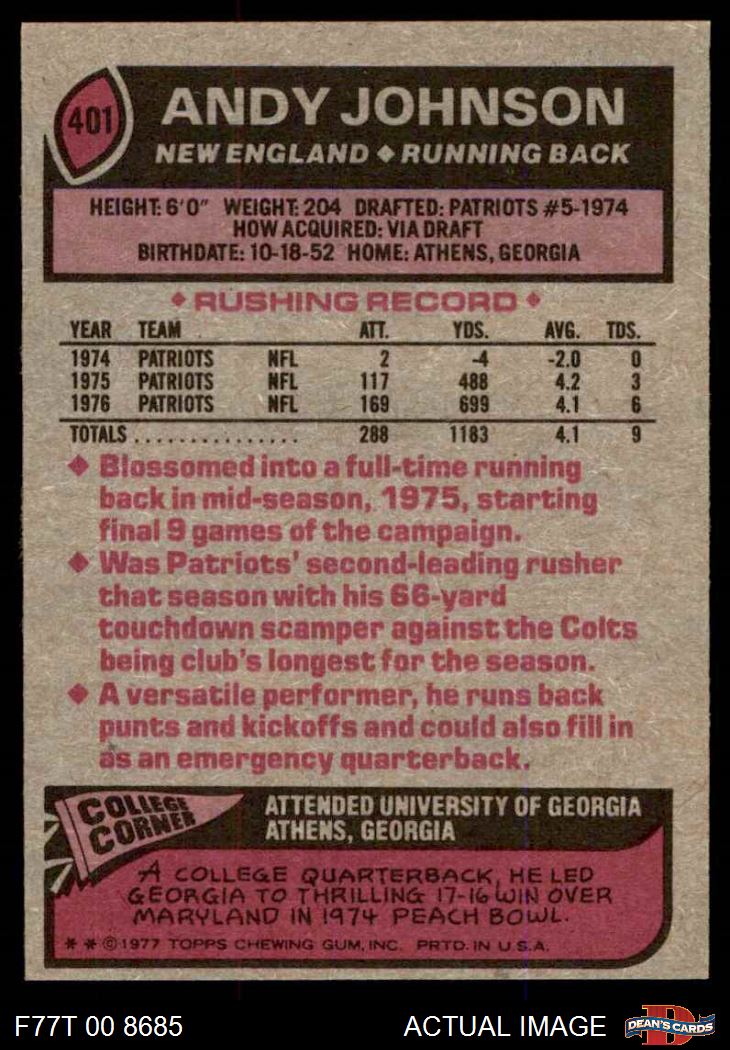 401
ANDY JOHNSON
NEW ENGLAND ◆ RUNNING BACK
HEIGHT: 6'0" WEIGHT: 204 DRAFTED: PATRIOTS #5-1974
HOW ACQUIRED: VIA DRAFT
BIRTHDATE: 10-18-52 HOME: ATHENS, GEORGIA
◆ RUSHING RECORD ◆
YEAR TEAM ATT. YDS. AVG. TDS.
1974 PATRIOTS NFL 2 -4 -2.0 0
1975 PATRIOTS NFL 117 488 4.2 3
1976 PATRIOTS NFL 169 699 4.1 6
TOTALS ............... 288 1183 4.1 9
◆ Blossomed into a full-time running
back in mid-season, 1975, starting
final 9 games of the campaign.
◆ Was Patriots' second-leading rusher
that season with his 66-yard
touchdown scamper against the Colts
being club's longest for the season.
◆ A versatile performer, he runs back
punts and kickoffs and could also fill in
as an emergency quarterback.
COLLEGE
CORNER
ATTENDED UNIVERSITY OF GEORGIA
ATHENS, GEORGIA
A COLLEGE QUARTERBACK, HE LED
GEORGIA TO THRILLING 17-16 WIN OVER
MARYLAND IN 1974 PEACH BOWL.
* * © 1977 TOPPS CHEWING GUM, INC. PRTD. IN U.S.A.
F77T 00 8685
ACTUAL IMAGE
D
DEAN'S CARDS